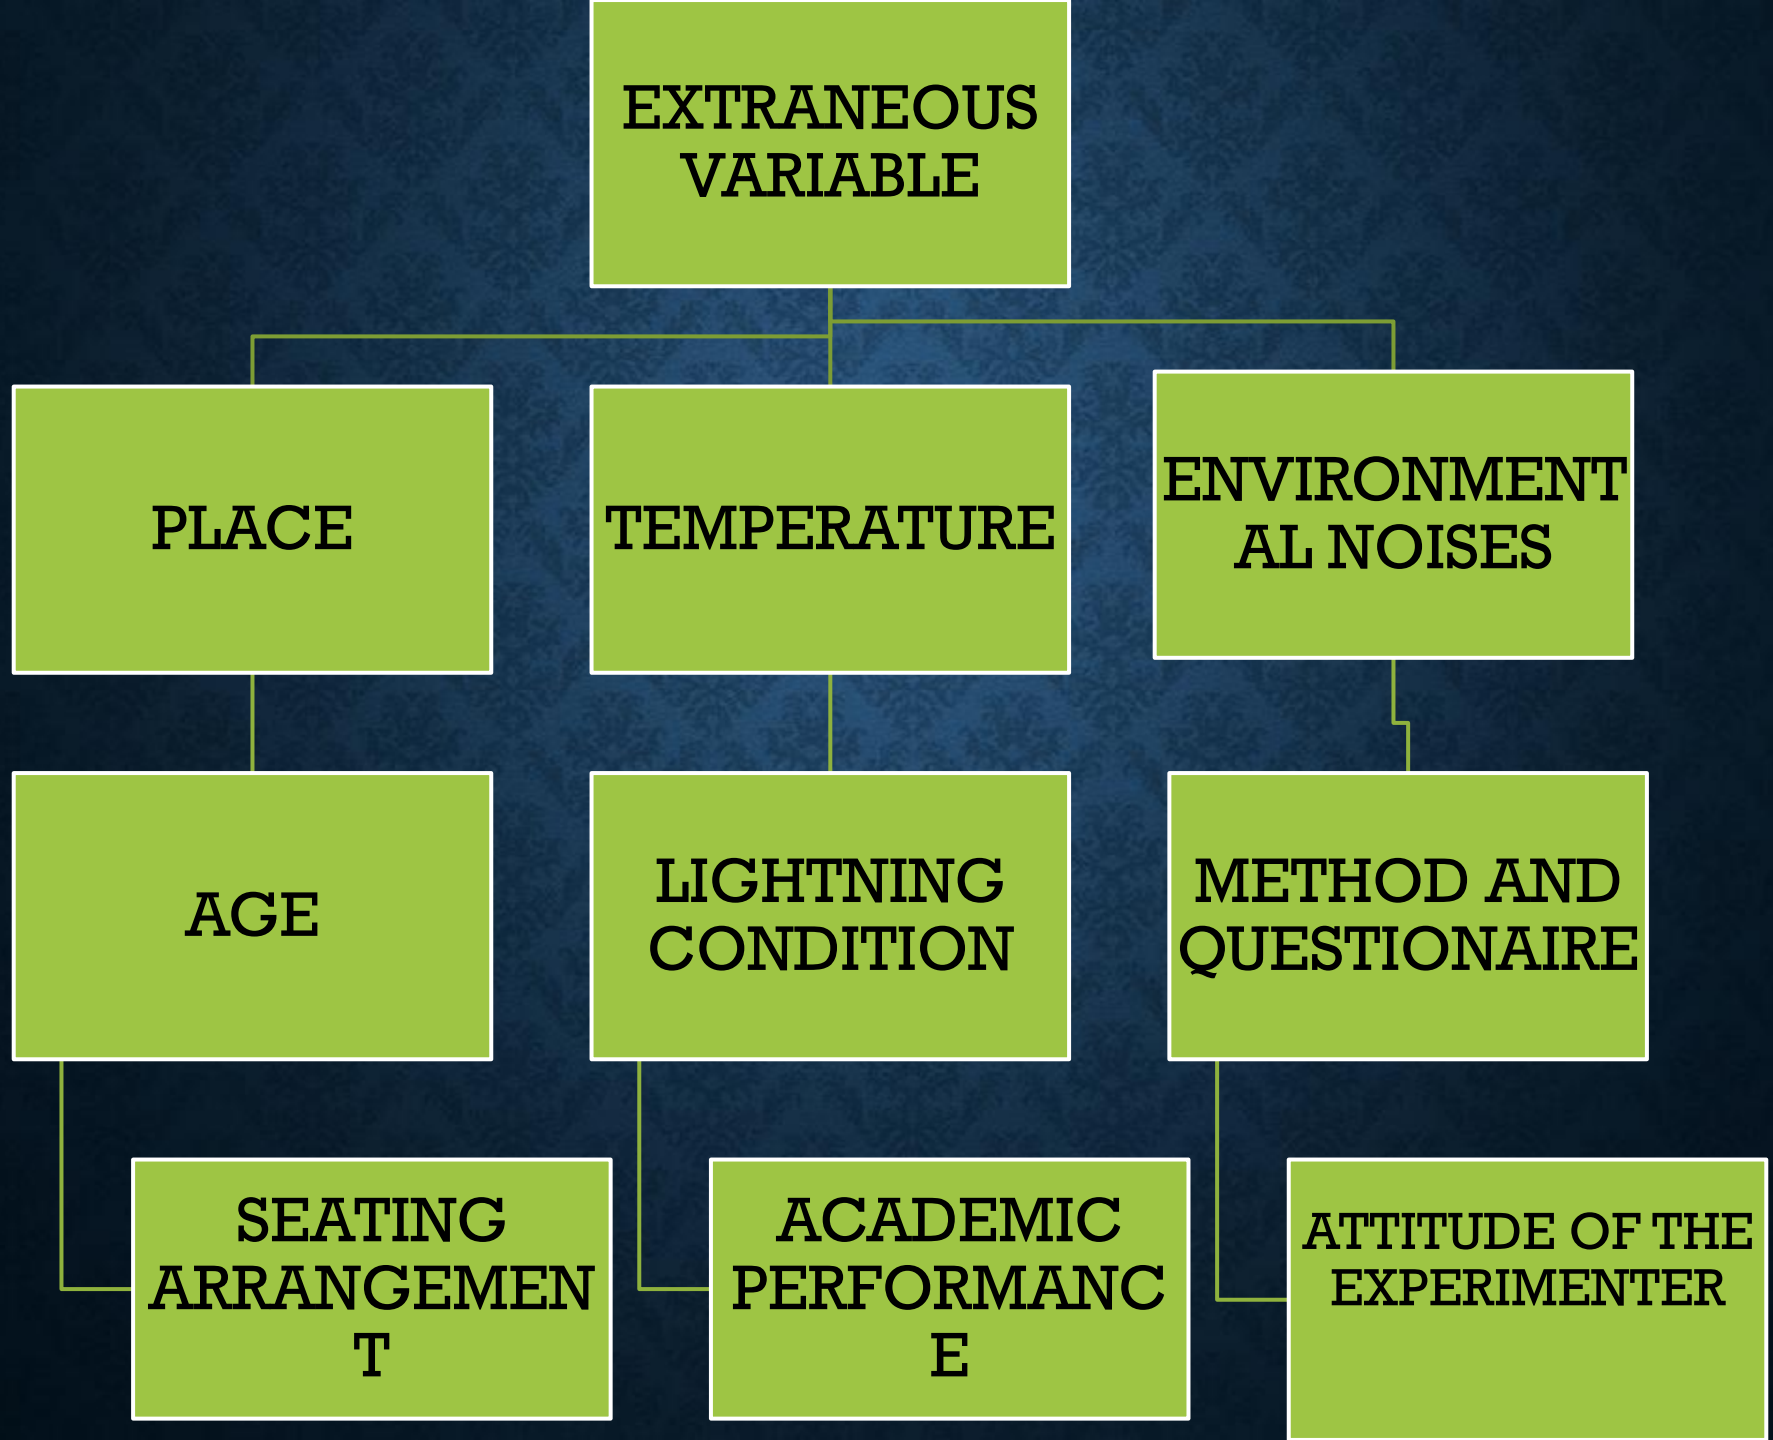 EXTRANEOUS
VARIABLE
PLACE
TEMPERATURE
ENVIRONMENT
AL NOISES
AGE
LIGHTNING
CONDITION
METHOD AND
QUESTIONAIRE
SEATING
ARRANGEMEN
T
ACADEMIC
PERFORMANC
E
ATTITUDE OF THE
EXPERIMENTER